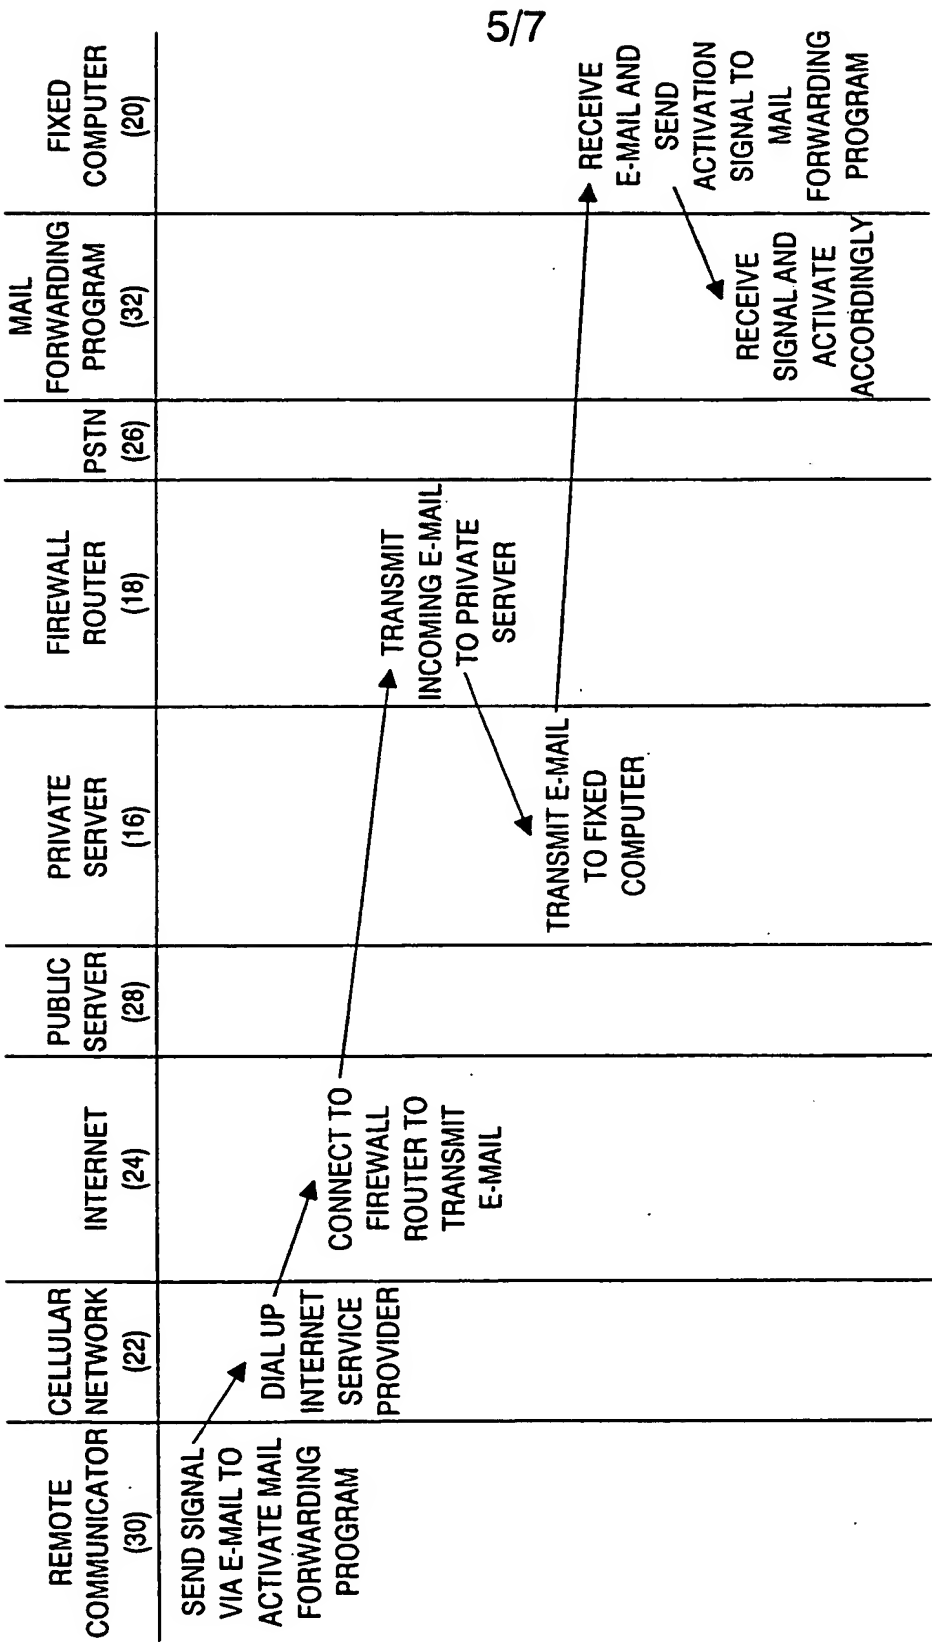 5/7
REMOTE
COMMUNICATOR
(30)
CELLULAR
NETWORK
(22)
INTERNET
(24)
PUBLIC
SERVER
(28)
PRIVATE
SERVER
(16)
FIREWALL
ROUTER
(18)
PSTN
(26)
MAIL
FORWARDING
PROGRAM
(32)
FIXED
COMPUTER
(20)
SEND SIGNAL
VIA E-MAIL TO
ACTIVATE MAIL
FORWARDING
PROGRAM
DIAL UP
INTERNET
SERVICE
PROVIDER
CONNECT TO
FIREWALL
ROUTER TO
TRANSMIT
E-MAIL
TRANSMIT
INCOMING E-MAIL
TO PRIVATE
SERVER
TRANSMIT E-MAIL
TO FIXED
COMPUTER
RECEIVE
E-MAIL AND
SEND
ACTIVATION
SIGNAL TO
MAIL
FORWARDING
PROGRAM
RECEIVE
SIGNAL AND
ACTIVATE
ACCORDINGLY